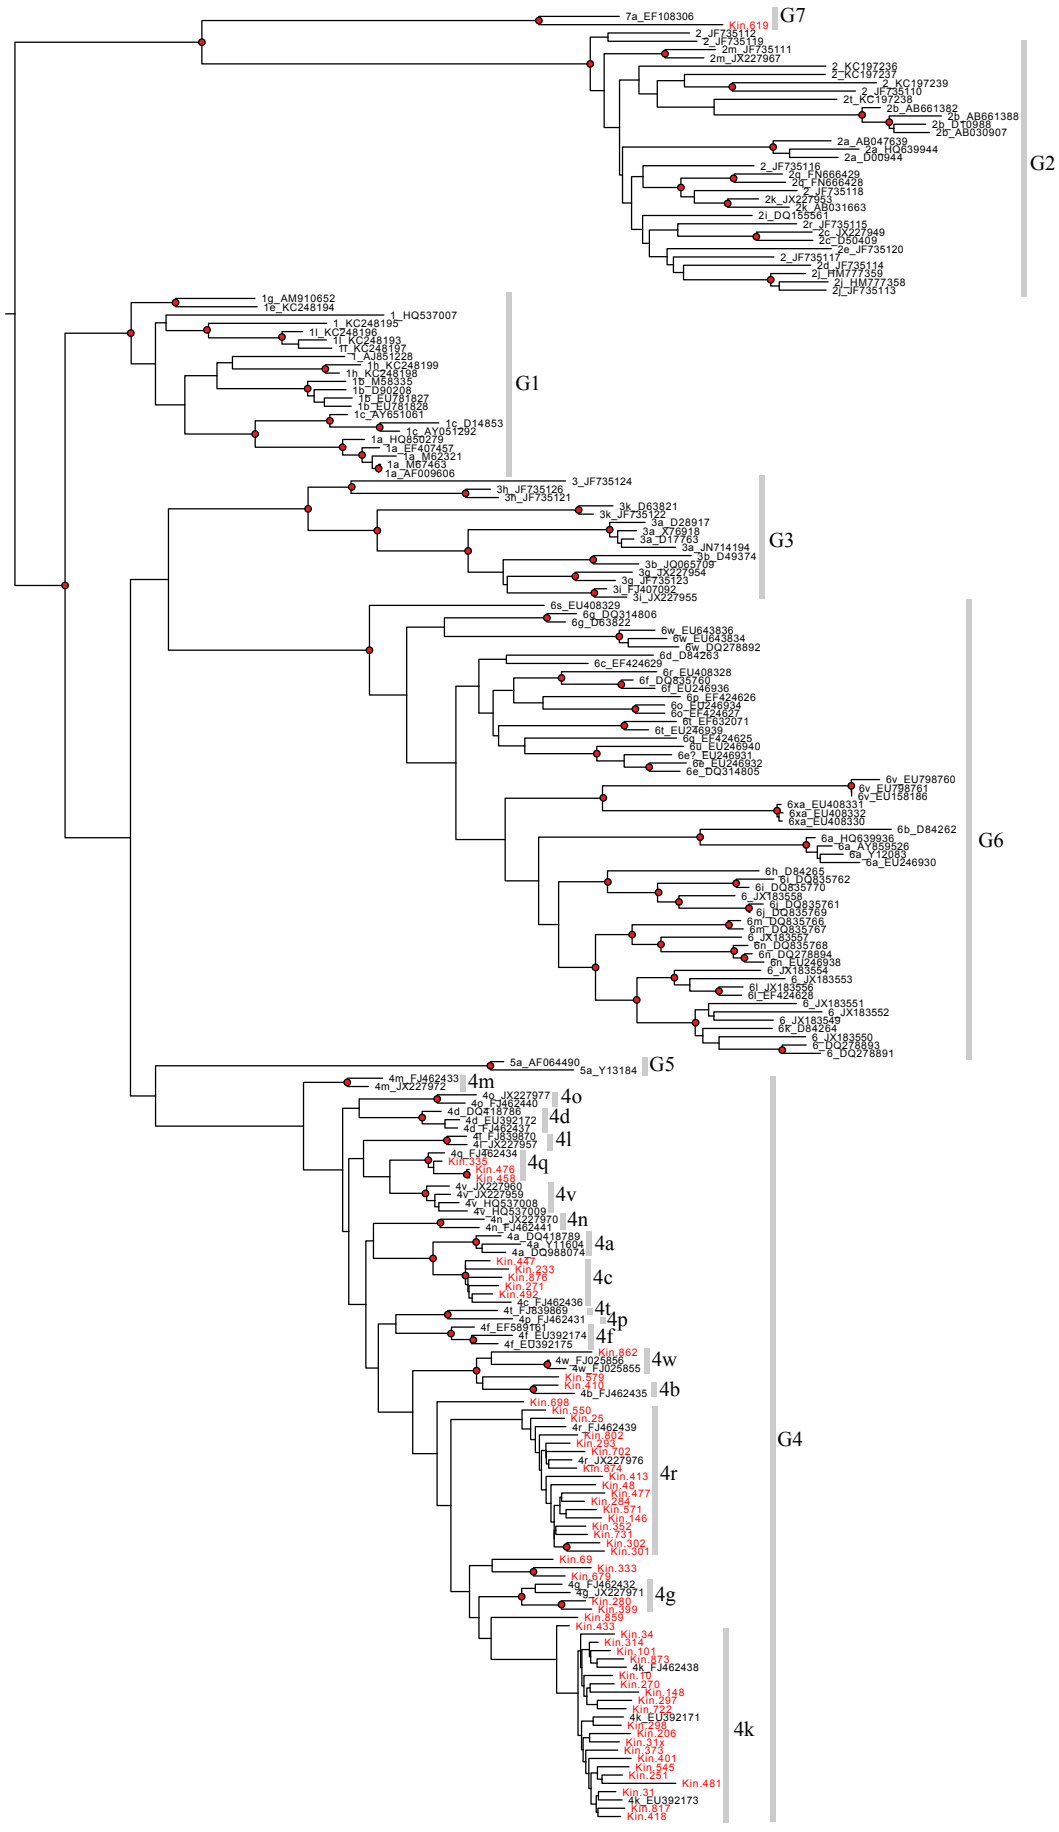 7a_EF108306
Kin.619
G7
2_JF735112
2_JF735119
2m_JF735111
2m_JX227967
2_KC197236
2_KC197237
2_KC197239
2_JF735110
2t_KC197238
2b_AB661382
2b_AB661388
2b_D10988
2b_AB030907
2a_AB047639
2a_HQ639944
2a_D00944
G2
2_JF735116
2q_FN666429
2q_FN666428
2_JF735118
2k_JX227953
2k_AB031663
2i_DQ155561
2r_JF735115
2c_JX227949
2c_D50409
2e_JF735120
2_JF735117
2d_JF735114
2j_HM777359
2j_HM777358
2j_JF735113
1g_AM910652
1e_KC248194
1_HQ537007
1_KC248195
1l_KC248196
1l_KC248193
1l_KC248197
1_AJ851228
1h_KC248199
1h_KC248198
1b_M58335
1b_D90208
1b_EU781827
1b_EU781828
G1
1c_AY651061
1c_D14853
1c_AY051292
1a_HQ850279
1a_EF407457
1a_M62321
1a_M67463
1a_AF009606
3_JF735124
3h_JF735126
3h_JF735121
3k_D63821
3k_JF735122
3a_D28917
3a_X76918
3a_D17763
3a_JN714194
G3
3b_D49374
3b_JQ065709
3g_JX227954
3g_JF735123
3i_FJ407092
3i_JX227955
6s_EU408329
6g_DQ314806
6g_D63822
6w_EU643836
6w_EU643834
6w_DQ278892
6d_D84263
6c_EF424629
6r_EU408328
6f_DQ835760
6f_EU246936
6p_EF424626
6o_EU246934
6o_EF424627
6t_EF632071
6t_EU246939
6q_EF424625
6u_EU246940
6e?_EU246931
6e_EU246932
6e_DQ314805
6v_EU798760
6v_EU798761
6v_EU158186
6xa_EU408331
6xa_EU408332
6xa_EU408330
6b_D84262
6a_HQ639936
6a_AY859526
6a_Y12083
6a_EU246930
G6
6h_D84265
6i_DQ835762
6i_DQ835770
6_JX183558
6j_DQ835761
6j_DQ835769
6m_DQ835766
6m_DQ835767
6_JX183557
6n_DQ835768
6n_DQ278894
6n_EU246938
6_JX183554
6_JX183553
6l_JX183556
6l_EF424628
6_JX183551
6_JX183552
6_JX183549
6k_D84264
6_JX183550
6_DQ278893
6_DQ278891
5a_AF064490
5a_Y13184
G5
4m_FJ462433
4m_JX227972
4m
4o_JX227977
4o_FJ462440
4o
4d_DQ418786
4d_EU392172
4d_FJ462437
4d
4l_FJ839870
4l_JX227957
4l
4q_FJ462434
Kin.335
Kin.476
Kin.458
4q
4v_JX227960
4v_JX227959
4v_HQ537008
4v_HQ537009
4v
4n_JX227970
4n_FJ462441
4n
4a_DQ418789
4a_Y11604
4a_DQ988074
4a
Kin.447
Kin.233
Kin.876
Kin.271
Kin.492
4c_FJ462436
4c
4t_FJ839869
4t
4p_FJ462431
4p
4f_EF589161
4f_EU392174
4f_EU392175
4f
Kin.862
4w_FJ025856
4w_FJ025855
4w
Kin.579
Kin.410
4b_FJ462435
4b
Kin.698
Kin.550
Kin.25
4r_FJ462439
Kin.802
Kin.293
Kin.702
4r_JX227976
Kin.874
Kin.413
Kin.48
Kin.477
Kin.284
Kin.571
Kin.146
Kin.352
Kin.731
Kin.302
Kin.301
4r
G4
Kin.69
Kin.333
Kin.679
4g_FJ462432
4g_JX227971
Kin.280
Kin.399
4g
Kin.859
Kin.433
Kin.34
Kin.314
Kin.101
Kin.873
4k_FJ462438
Kin.10
Kin.270
Kin.148
Kin.297
Kin.722
4k_EU392171
Kin.298
Kin.206
Kin.31x
Kin.373
Kin.401
Kin.545
Kin.251
Kin.481
Kin.31
4k_EU392173
Kin.817
Kin.418
4k